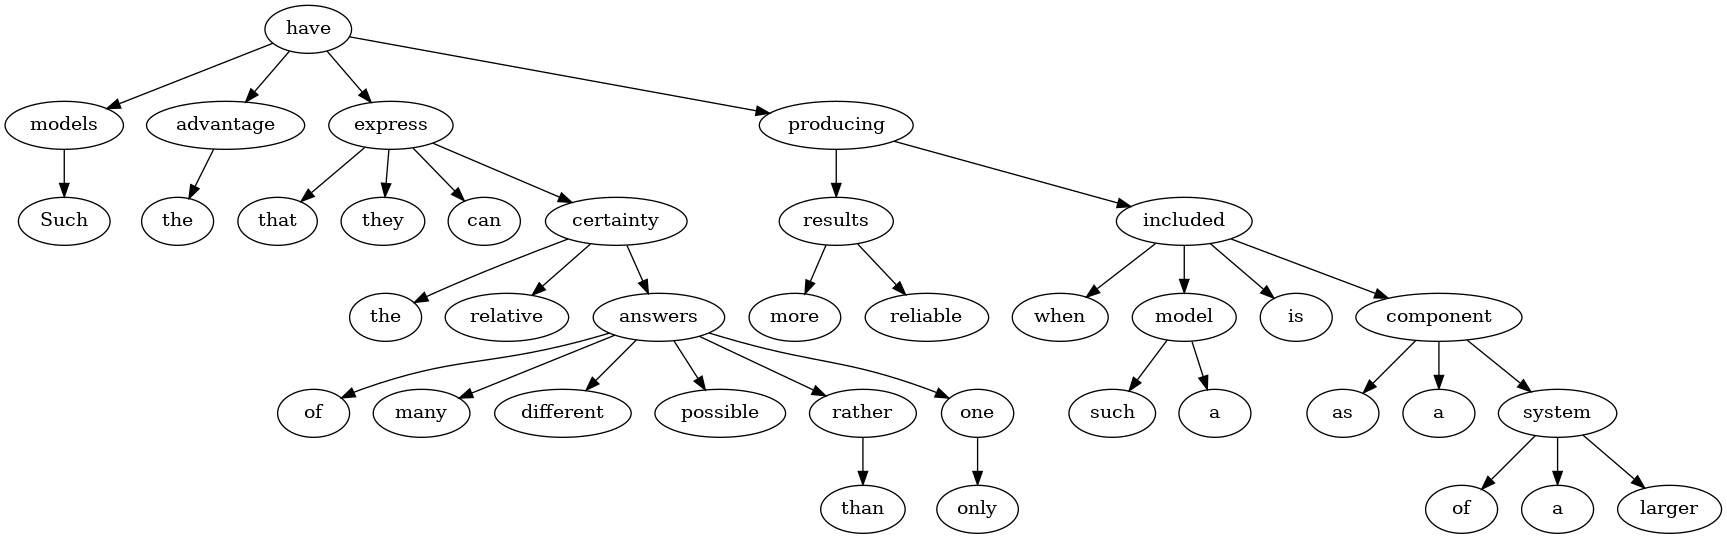 have
models advantage express producing
Such the that they can certainty results included
the relative answers more reliable when model is component
of many different possible rather one such a as a system
than only of a larger